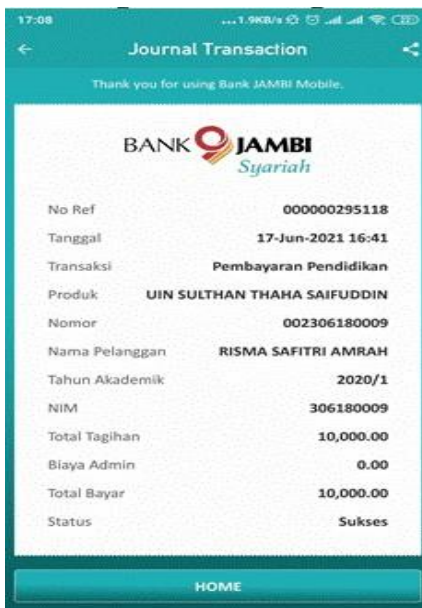 17:08 ...1.9KB/s
Journal Transaction
Thank you for using Bank JAMBI Mobile.
BANK 9 JAMBI
Syariah
No Ref 000000295118
Tanggal 17-Jun-2021 16:41
Transaksi Pembayaran Pendidikan
Produk UIN SULTHAN THAHA SAIFUDDIN
Nomor 002306180009
Nama Pelanggan RISMA SAFITRI AMRAH
Tahun Akademik 2020/1
NIM 306180009
Total Tagihan 10,000.00
Biaya Admin 0.00
Total Bayar 10,000.00
Status Sukses
HOME